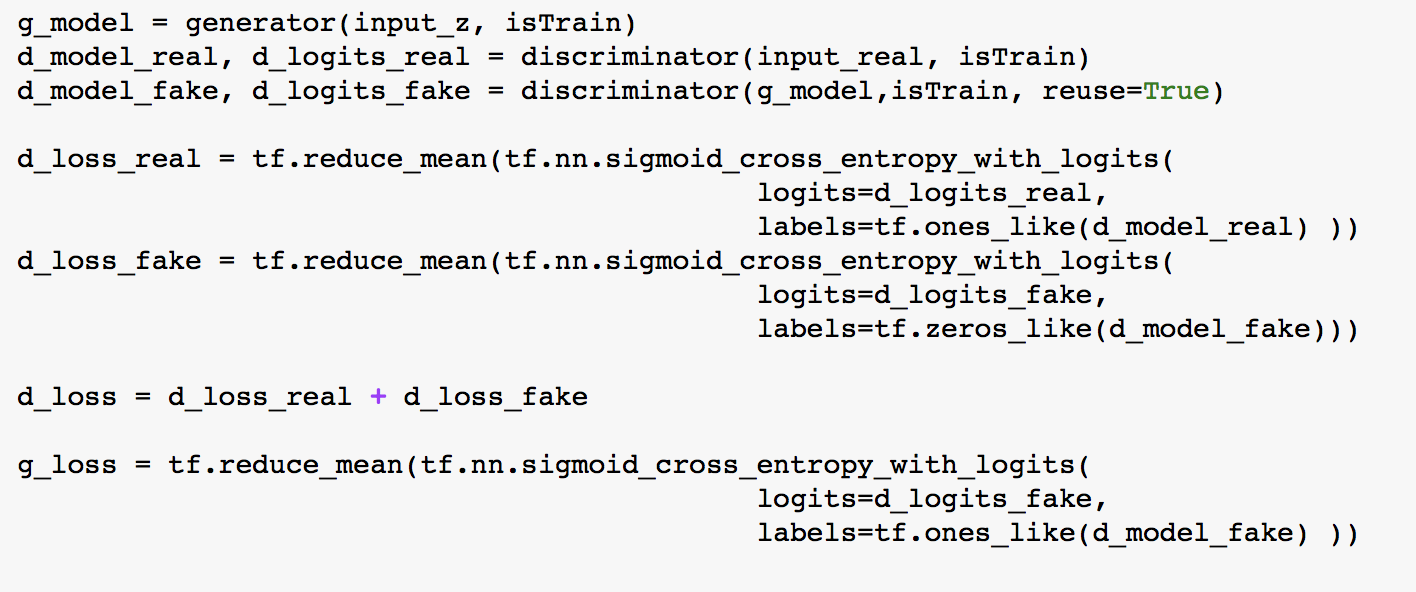 g_model = generator(input_z, isTrain)
d_model_real, d_logits_real = discriminator(input_real, isTrain)
d_model_fake, d_logits_fake = discriminator(g_model,isTrain, reuse=True)
d_loss_real = tf.reduce_mean(tf.nn.sigmoid_cross_entropy_with_logits(
logits=d_logits_real,
labels=tf.ones_like(d_model_real) ))
d_loss_fake = tf.reduce_mean(tf.nn.sigmoid_cross_entropy_with_logits(
logits=d_logits_fake,
labels=tf.zeros_like(d_model_fake)))
d_loss = d_loss_real + d_loss_fake
g_loss = tf.reduce_mean(tf.nn.sigmoid_cross_entropy_with_logits(
logits=d_logits_fake,
labels=tf.ones_like(d_model_fake) ))